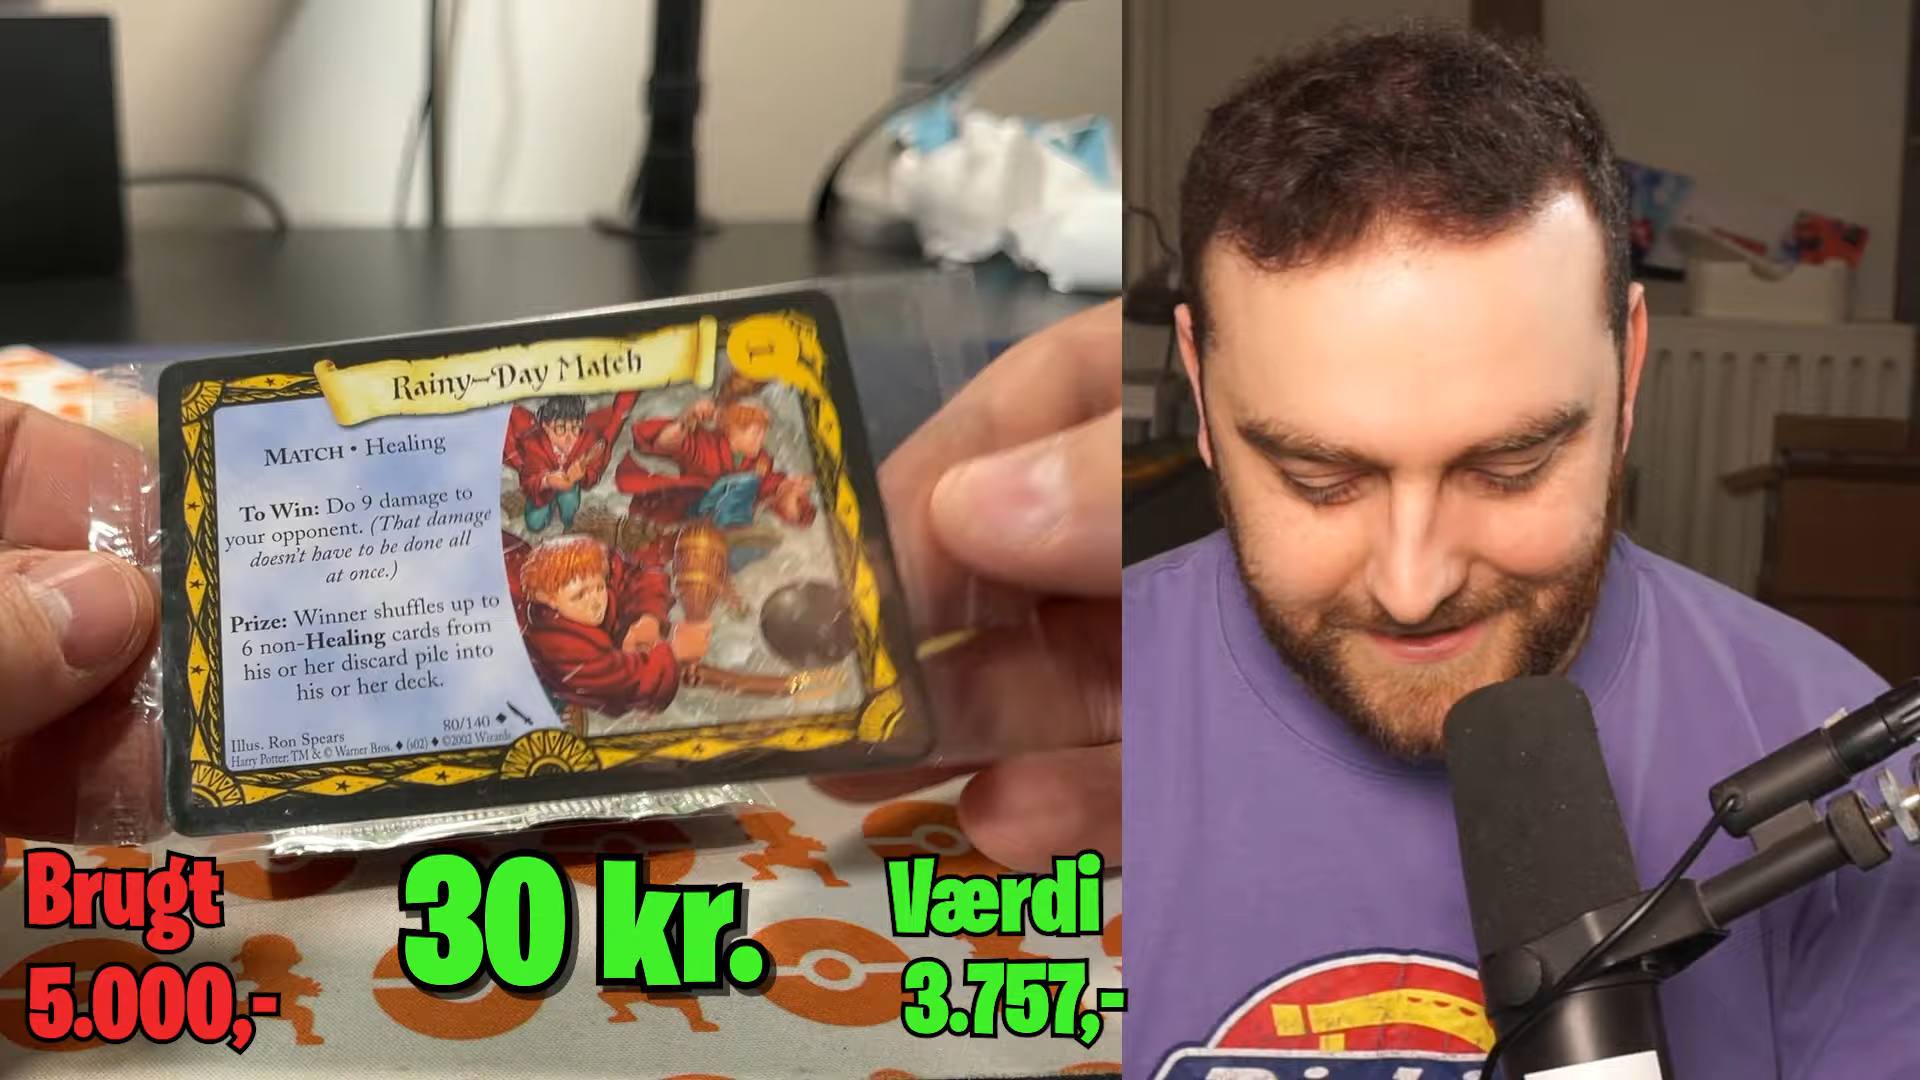 Rainy-Day Match
1
MATCH • Healing
To Win: Do 9 damage to
your opponent. (That damage
doesn't have to be done all
at once.)
Prize: Winner shuffles up to
6 non-Healing cards from
his or her discard pile into
his or her deck.
80/140
Illus. Ron Spears
Harry Potter: TM & © Warner Bros. ♦ (s02) ♦ ©2002 Wizards
Brugt
5.000,-
30 kr.
Værdi
3.757,-